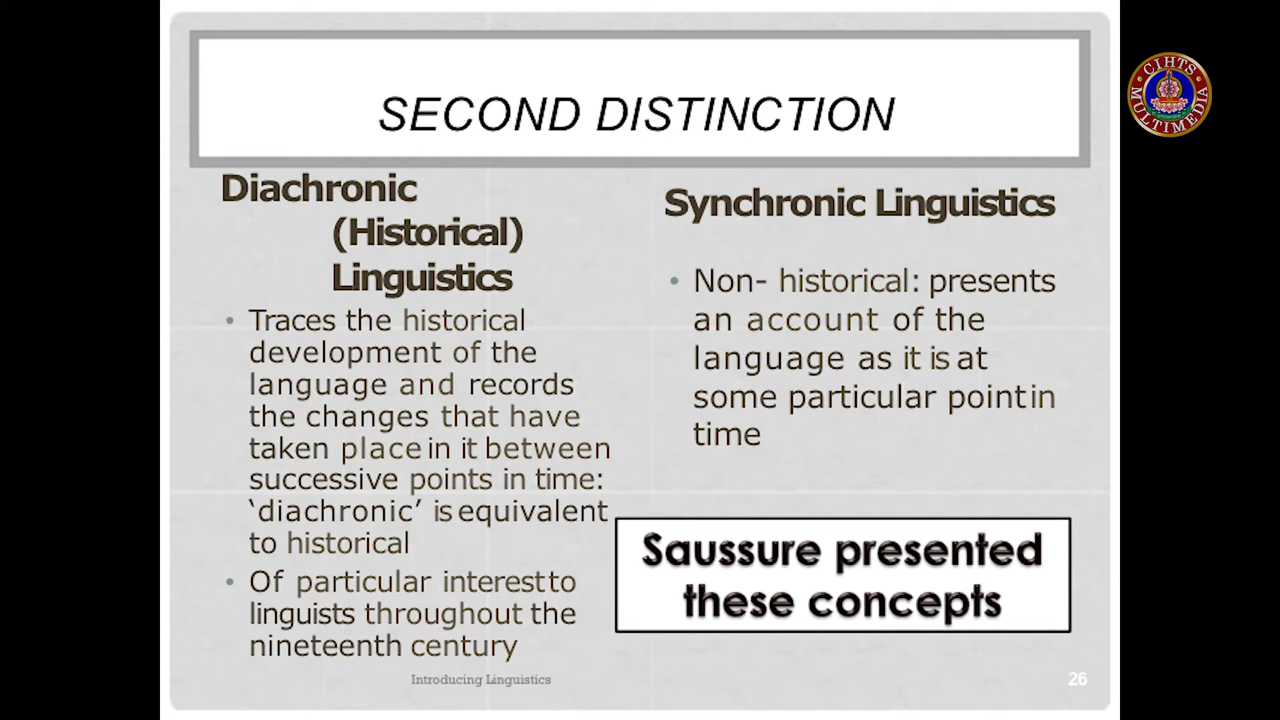 SECOND DISTINCTION
Diachronic
(Historical)
Linguistics
• Traces the historical
development of the
language and records
the changes that have
taken place in it between
successive points in time:
‘diachronic’ is equivalent
to historical
• Of particular interest to
linguists throughout the
nineteenth century
Synchronic Linguistics
• Non- historical: presents
an account of the
language as it is at
some particular point in
time
Saussure presented
these concepts
Introducing Linguistics
26
CIHTS
MULTIMEDIA